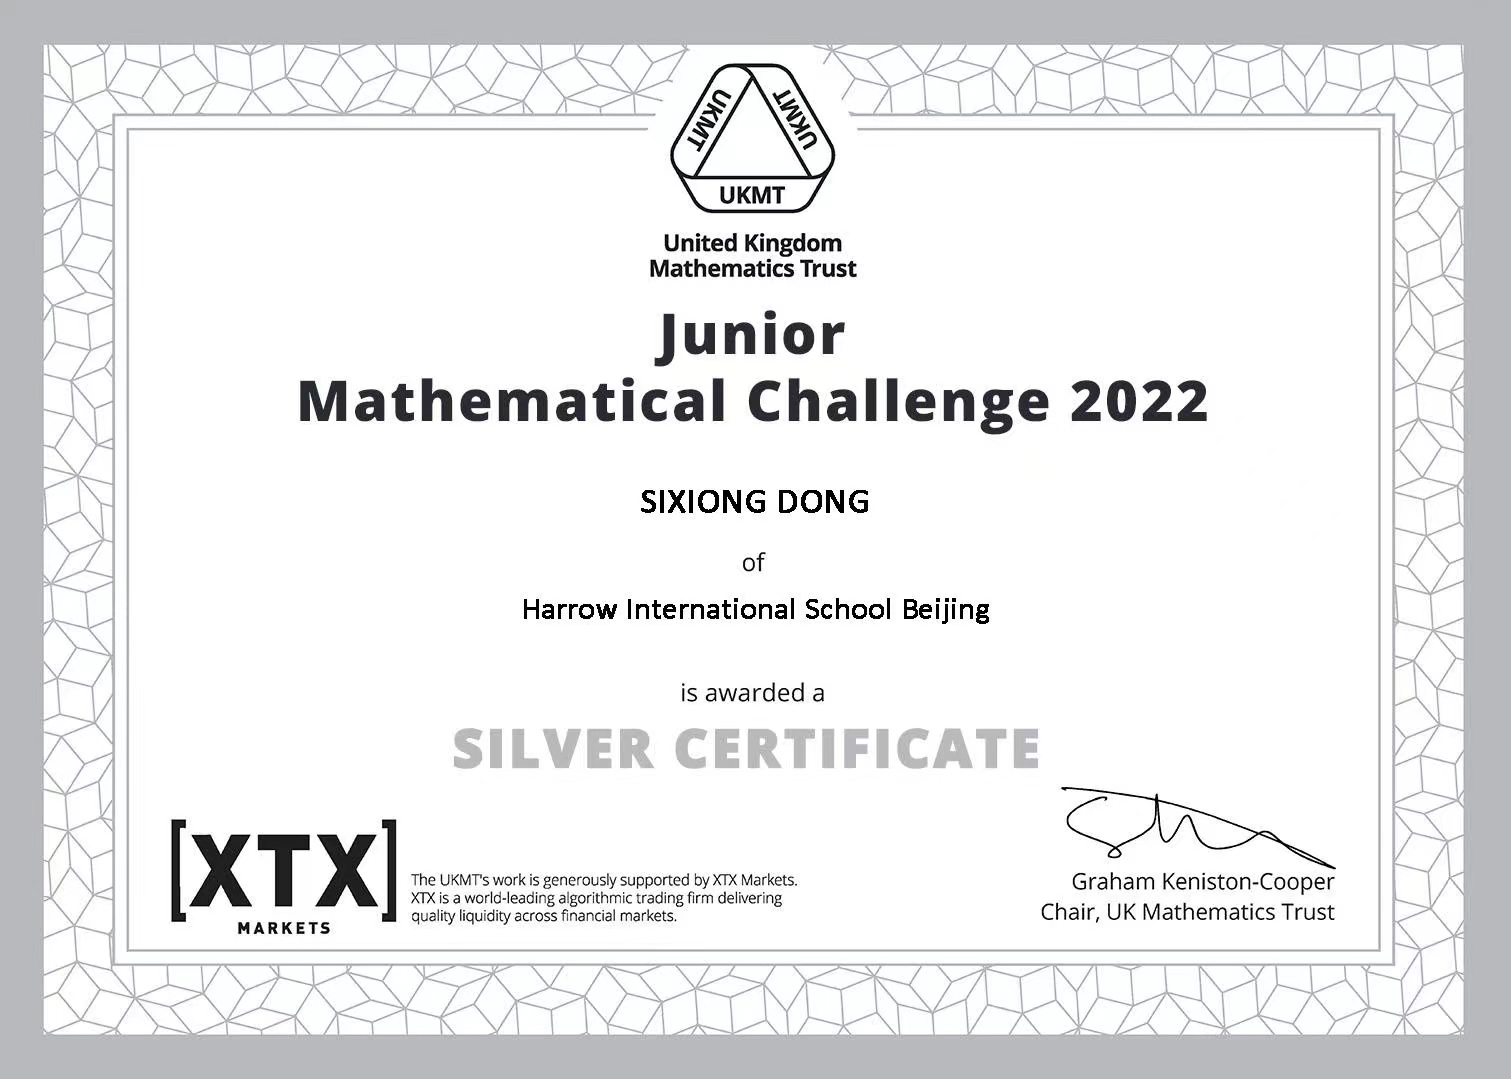 UKMT
UKMT
UKMT
United Kingdom
Mathematics Trust
Junior
Mathematical Challenge 2022
SIXIONG DONG
of
Harrow International School Beijing
is awarded a
SILVER CERTIFICATE
[XTX]
MARKETS
The UKMT's work is generously supported by XTX Markets.
XTX is a world-leading algorithmic trading firm delivering
quality liquidity across financial markets.
Graham Keniston-Cooper
Chair, UK Mathematics Trust